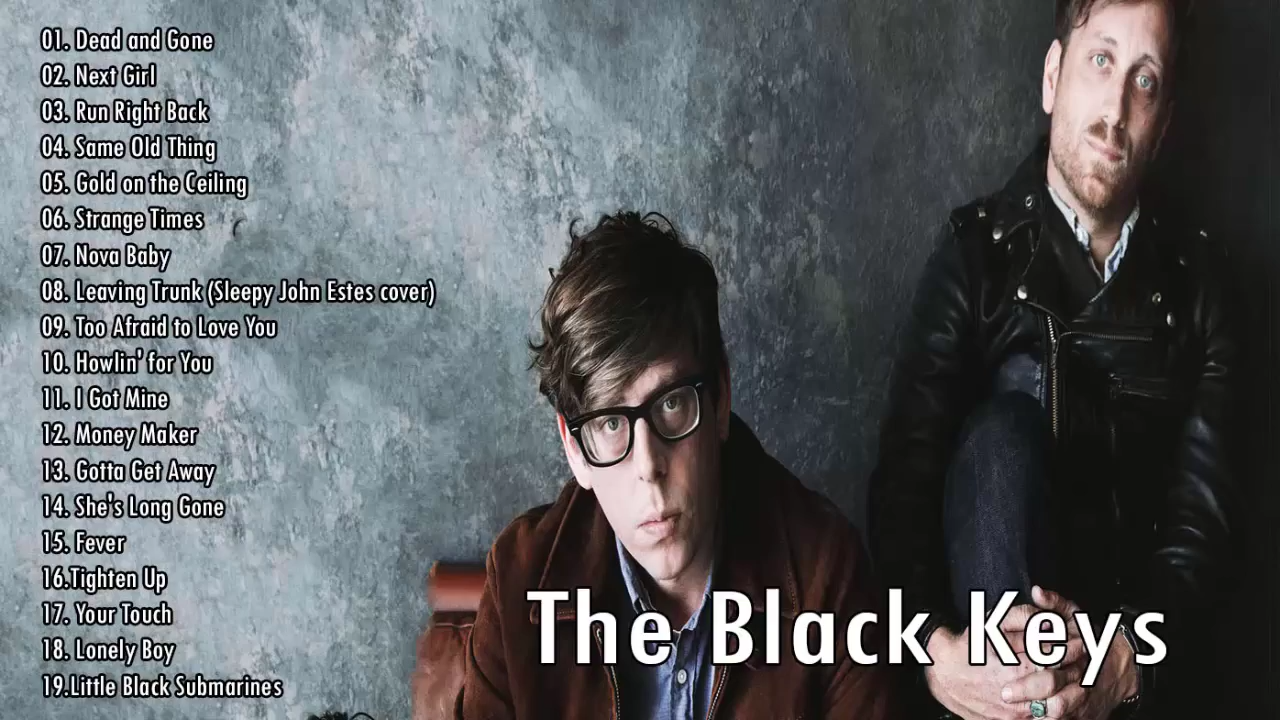 01. Dead and Gone
02. Next Girl
03. Run Right Back
04. Same Old Thing
05. Gold on the Ceiling
06. Strange Times
07. Nova Baby
08. Leaving Trunk (Sleepy John Estes cover)
09. Too Afraid to Love You
10. Howlin' for You
11. I Got Mine
12. Money Maker
13. Gotta Get Away
14. She's Long Gone
15. Fever
16.Tighten Up
17. Your Touch
18. Lonely Boy
19.Little Black Submarines
The Black Keys